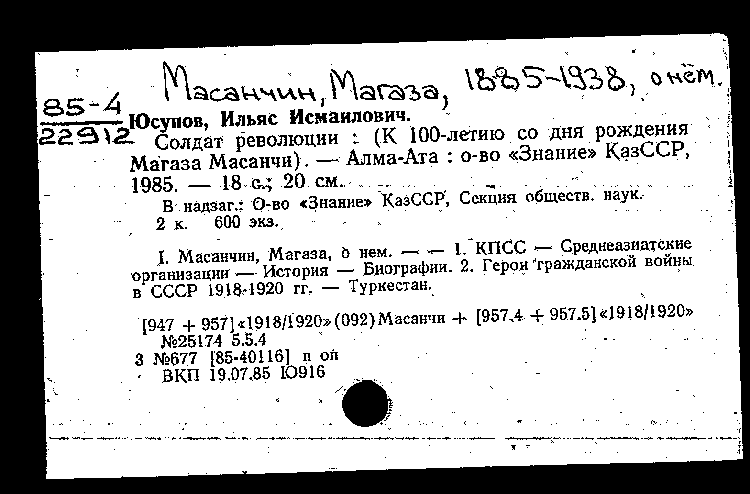 Масанчин, Магаза, 1885-1938, о нём.
85-4
22912
Юсупов, Ильяс Исмаилович.
Солдат революции : (К 100-летию со дня рождения
Магаза Масанчи). — Алма-Ата : о-во «Знание» КазССР,
1985. — 18 с.; 20 см.
В надзаг.: О-во «Знание» КазССР, Секция обществ. наук.
2 к. 600 экз.
1. Масанчин, Магаза, о нем. — — 1. КПСС — Среднеазиатские
организации — История — Биографии. 2. Герои гражданской войны
в СССР 1918-1920 гг. — Туркестан.
[947 + 957] «1918/1920» (092) Масанчи + [957.4 + 957.5] «1918/1920»
№25174 5.5.4
3 №677 [85-40116] п оп
ВКП 19.07.85 Ю916